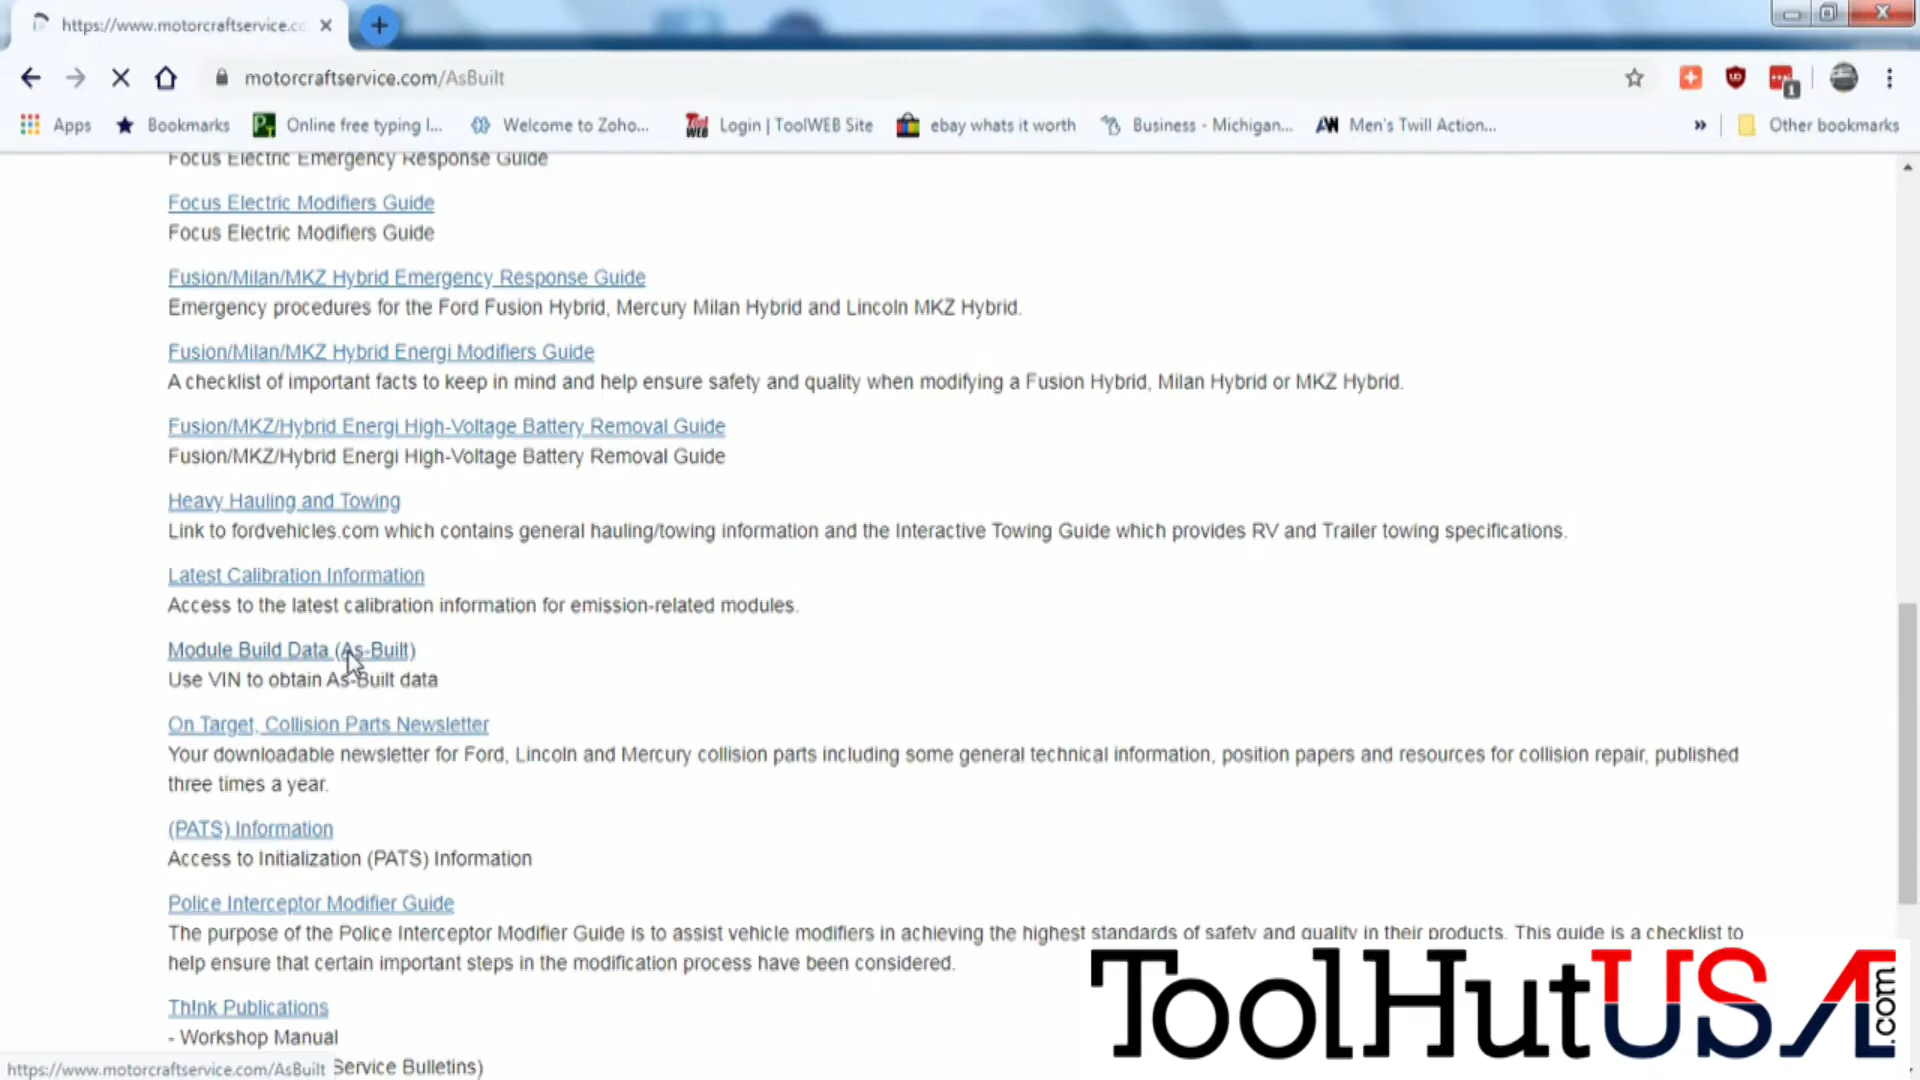 https://www.motorcraftservice.co
motorcraftservice.com/AsBuilt
1
Apps
Bookmarks
Online free typing l...
Welcome to Zoho...
Login | ToolWEB Site
ebay whats it worth
Business - Michigan...
Men's Twill Action...
Other bookmarks
Focus Electric Emergency Response Guide
Focus Electric Modifiers Guide
Focus Electric Modifiers Guide
Fusion/Milan/MKZ Hybrid Emergency Response Guide
Emergency procedures for the Ford Fusion Hybrid, Mercury Milan Hybrid and Lincoln MKZ Hybrid.
Fusion/Milan/MKZ Hybrid Energi Modifiers Guide
A checklist of important facts to keep in mind and help ensure safety and quality when modifying a Fusion Hybrid, Milan Hybrid or MKZ Hybrid.
Fusion/MKZ/Hybrid Energi High-Voltage Battery Removal Guide
Fusion/MKZ/Hybrid Energi High-Voltage Battery Removal Guide
Heavy Hauling and Towing
Link to fordvehicles.com which contains general hauling/towing information and the Interactive Towing Guide which provides RV and Trailer towing specifications.
Latest Calibration Information
Access to the latest calibration information for emission-related modules.
Module Build Data (As-Built)
Use VIN to obtain As-Built data
On Target, Collision Parts Newsletter
Your downloadable newsletter for Ford, Lincoln and Mercury collision parts including some general technical information, position papers and resources for collision repair, published
three times a year.
(PATS) Information
Access to Initialization (PATS) Information
Police Interceptor Modifier Guide
The purpose of the Police Interceptor Modifier Guide is to assist vehicle modifiers in achieving the highest standards of safety and quality in their products. This guide is a checklist to
help ensure that certain important steps in the modification process have been considered.
Th!nk Publications
- Workshop Manual
Service Bulletins)
https://www.motorcraftservice.com/AsBuilt
ToolHutUSA.com